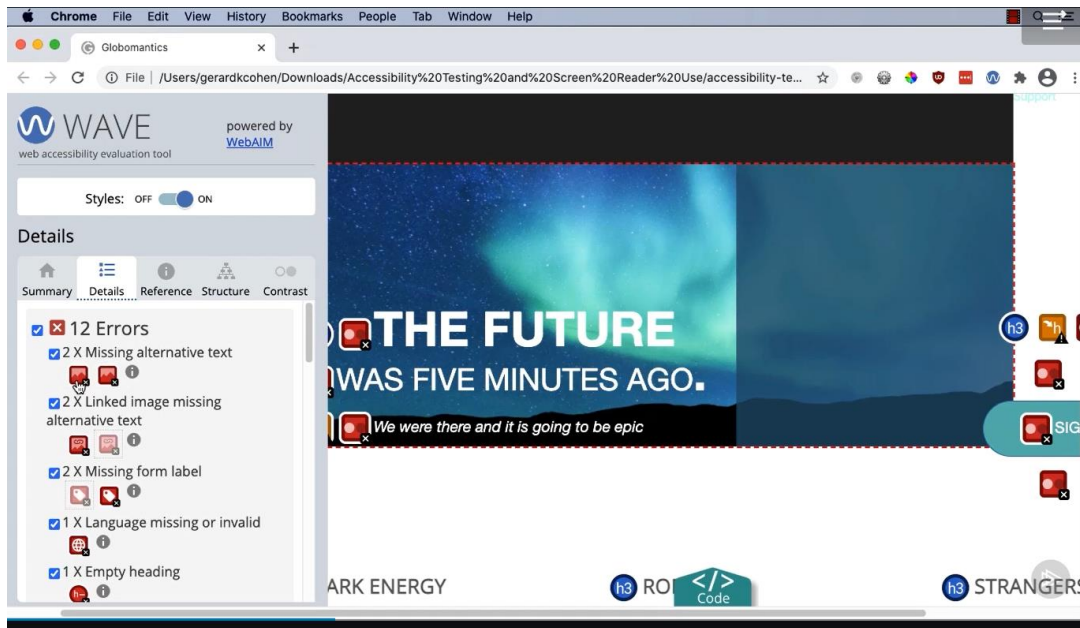 Chrome File Edit View History Bookmarks People Tab Window Help
Globomantics
File /Users/gerardkcohen/Downloads/Accessibility%20Testing%20and%20Screen%20Reader%20Use/accessibility-te...
WAVE
web accessibility evaluation tool
powered by
WebAIM
Styles: OFF ON
Details
Summary Details Reference Structure Contrast
12 Errors
2 X Missing alternative text
2 X Linked image missing
alternative text
2 X Missing form label
1 X Language missing or invalid
1 X Empty heading
Support
THE FUTURE
WAS FIVE MINUTES AGO.
We were there and it is going to be epic
h3
h
SIG
ARK ENERGY
h3 RO
</>
Code
h3 STRANGERS